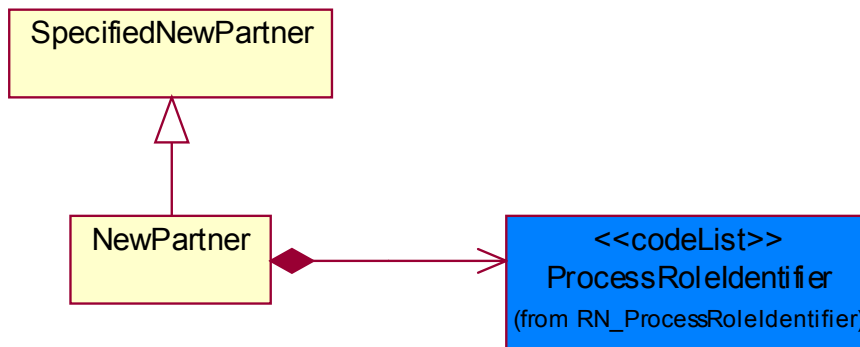 SpecifiedNewPartner
NewPartner
<<codeList>>
ProcessRoleIdentifier
(from RN_ProcessRoleIdentifier)